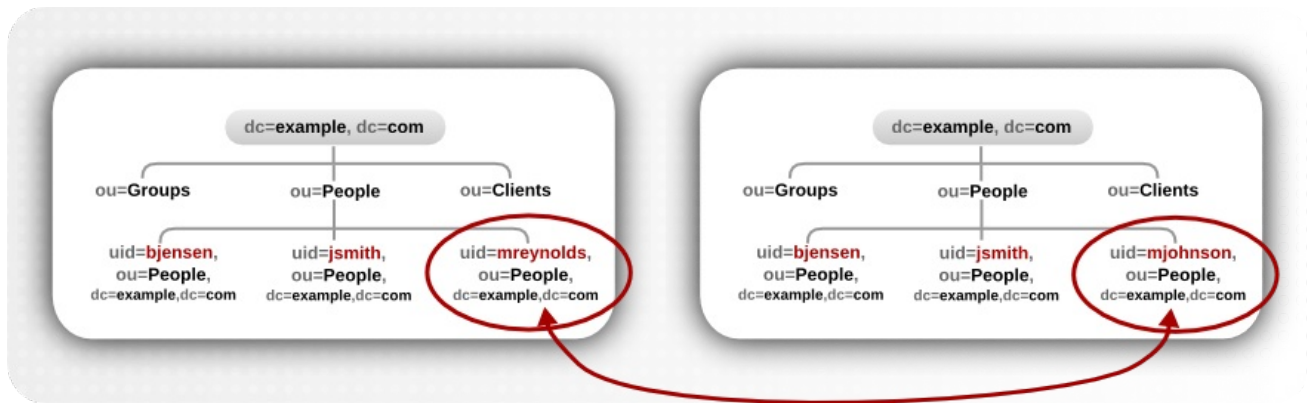 dc=example, dc=com
ou=Groups
ou=People
ou=Clients
uid=bjensen,
ou=People,
dc=example,dc=com
uid=jsmith,
ou=People,
dc=example,dc=com
uid=mreynolds,
ou=People,
dc=example,dc=com
dc=example, dc=com
ou=Groups
ou=People
ou=Clients
uid=bjensen,
ou=People,
dc=example,dc=com
uid=jsmith,
ou=People,
dc=example,dc=com
uid=mjohnson,
ou=People,
dc=example,dc=com